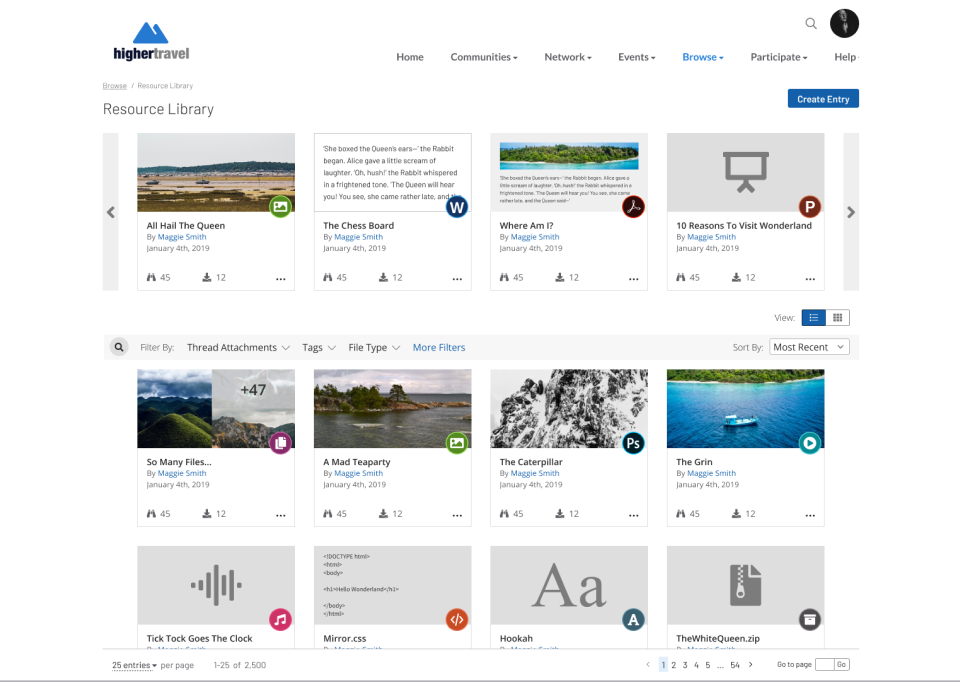 highertravel
Home Communities Network Events Browse Participate Help
Browse / Resource Library
Resource Library
Create Entry
'She boxed the Queen's ears—' the Rabbit
began. Alice gave a little scream of
laughter. 'Oh, hush!' the Rabbit whispered
in a frightened tone. 'The Queen will hear
you! You see, she came rather late, and
W
'She boxed the Queen's ears—' the Rabbit began. Alice gave a
little scream of laughter. 'Oh, hush!' the Rabbit whispered in a
frightened tone. 'The Queen will hear you! You see, she came
rather late, and the Queen said—'
P
All Hail The Queen
By Maggie Smith
January 4th, 2019
45 12 ...
The Chess Board
By Maggie Smith
January 4th, 2019
45 12 ...
Where Am I?
By Maggie Smith
January 4th, 2019
45 12 ...
10 Reasons To Visit Wonderland
By Maggie Smith
January 4th, 2019
45 12 ...
View:
Filter By: Thread Attachments Tags File Type More Filters
Sort By: Most Recent
+47
Ps
So Many Files...
By Maggie Smith
January 4th, 2019
45 12 ...
A Mad Teaparty
By Maggie Smith
January 4th, 2019
45 12 ...
The Caterpillar
By Maggie Smith
January 4th, 2019
45 12 ...
The Grin
By Maggie Smith
January 4th, 2019
45 12 ...
<!DOCTYPE html>
<html>
<body>
<h1>Hello Wonderland</h1>
</body>
</html>
</>
Aa
A
Tick Tock Goes The Clock
By Maggie Smith
Mirror.css
By Maggie Smith
Hookah
By Maggie Smith
TheWhiteQueen.zip
By Maggie Smith
25 entries per page 1-25 of 2,500
< 1 2 3 4 5 ... 54 >
Go to page Go